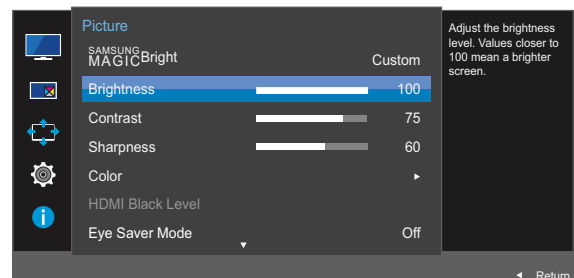 Picture
SAMSUNG
MAGICBright Custom
Brightness 100
Contrast 75
Sharpness 60
Color
HDMI Black Level
Eye Saver Mode Off
Adjust the brightness
level. Values closer to
100 mean a brighter
screen.
Return